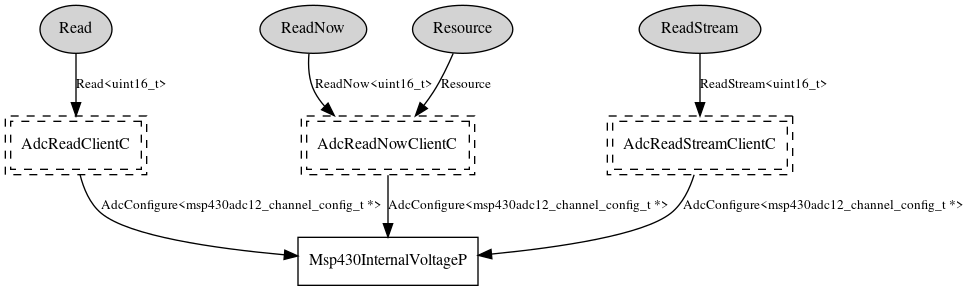 Read
ReadNow
Resource
ReadStream
Read<uint16_t>
ReadNow<uint16_t>
Resource
ReadStream<uint16_t>
AdcReadClientC
AdcReadNowClientC
AdcReadStreamClientC
AdcConfigure<msp430adc12_channel_config_t *>
AdcConfigure<msp430adc12_channel_config_t *>
AdcConfigure<msp430adc12_channel_config_t *>
Msp430InternalVoltageP